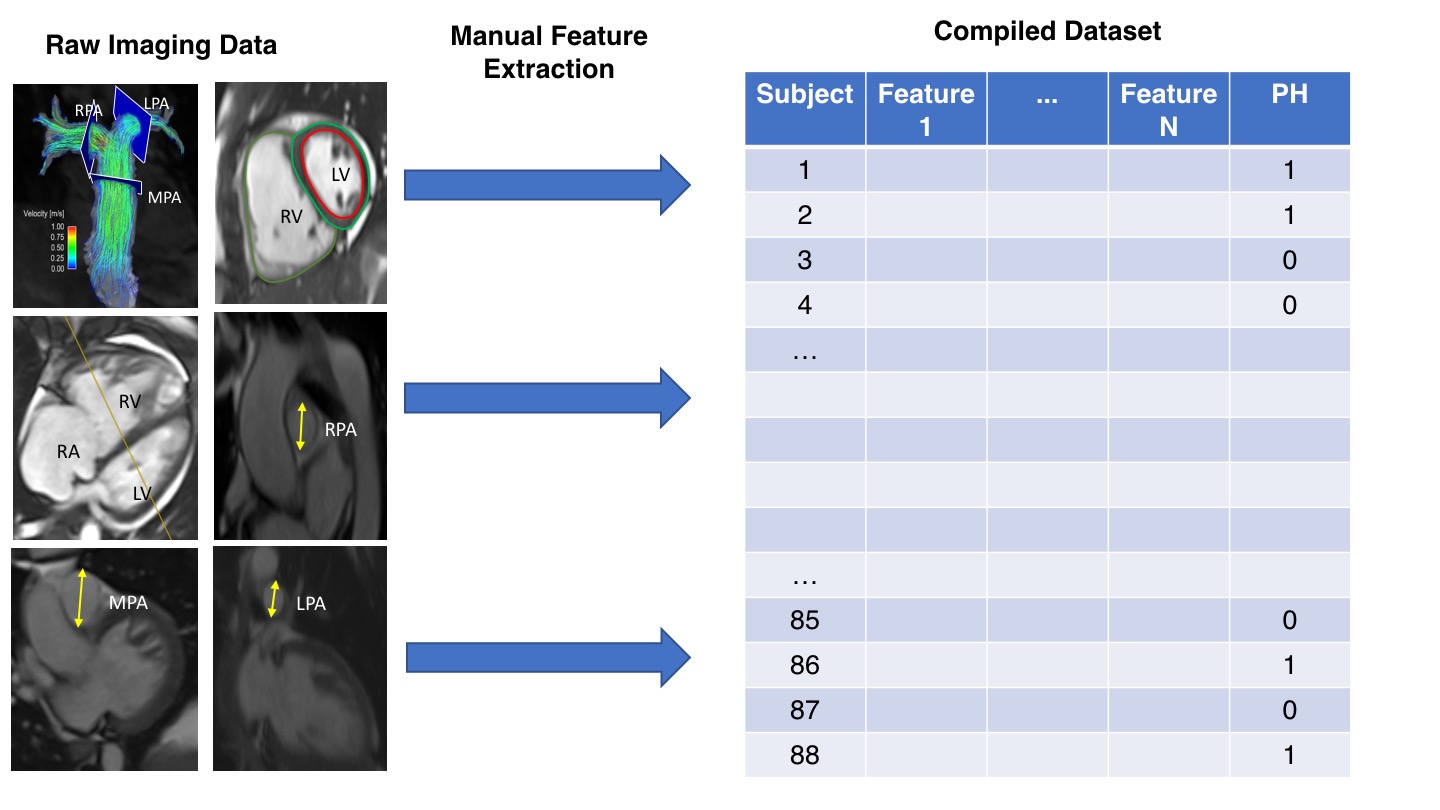 Raw Imaging Data
Manual Feature
Extraction
Compiled Dataset
RPA
LPA
MPA
Velocity [m/s]
1.00
0.75
0.50
0.25
0.00
LV
RV
RV
RA
LV
RPA
MPA
LPA
Subject Feature 1 ... Feature N PH
1 1
2 1
3 0
4 0
...
...
85 0
86 1
87 0
88 1